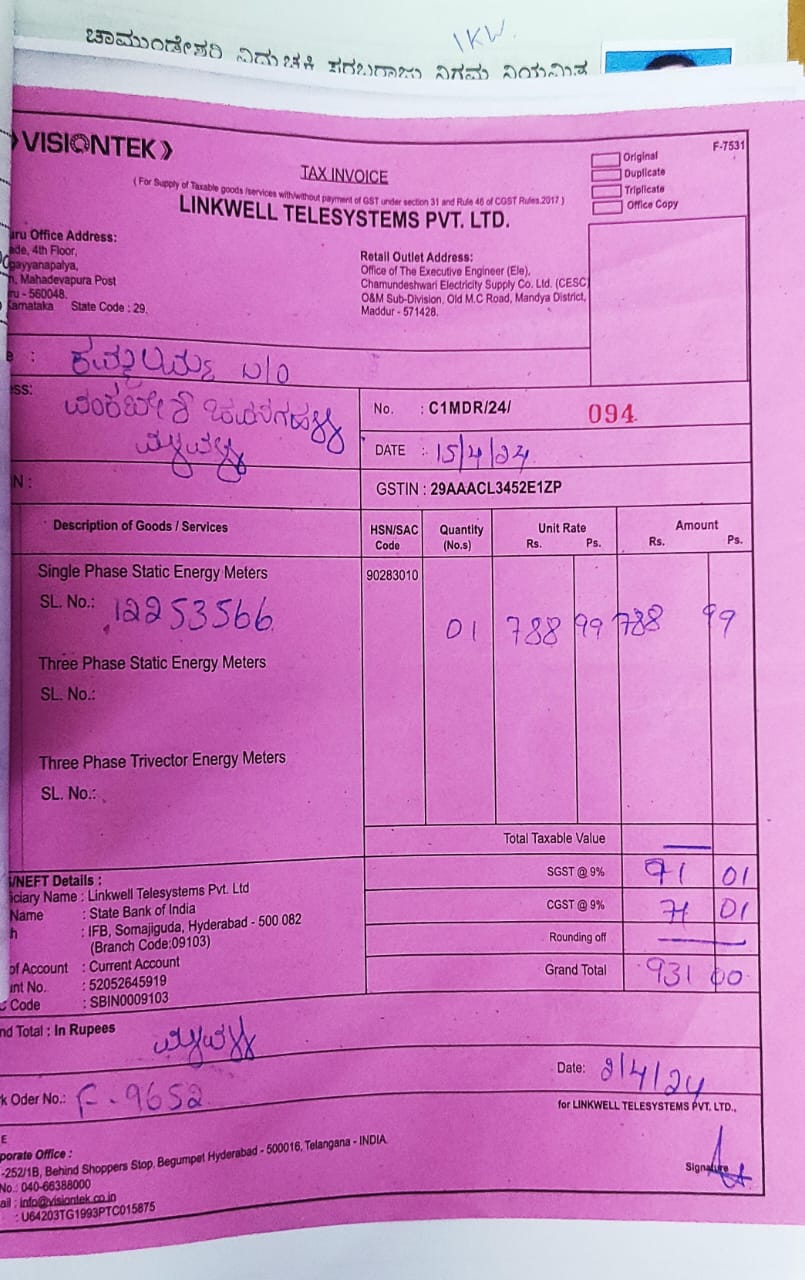 1KW.
ಚಾಮುಂಡೇಶ್ವರಿ ವಿದ್ಯುಚ್ಛಕ್ತಿ ಸರಬರಾಜು ನಿಗಮ ನಿಯಮಿತ
VISIONTEK
F-7531
TAX INVOICE
Original
Duplicate
Triplicate
Office Copy
( For Supply of Taxable goods /services with/without payment of GST under section 31 and Rule 46 of CGST Rules.2017 )
LINKWELL TELESYSTEMS PVT. LTD.
Office Address:
4th Floor,
Mahadevapura Post
- 560048.
State Code : 29.
Retail Outlet Address:
Office of The Executive Engineer (Ele),
Chamundeshwari Electricity Supply Co. Ltd. (CESC)
O&M Sub-Division, Old M.C Road, Mandya District,
Maddur - 571428.
No. : C1MDR/24/ 094
DATE : 15/4/24
GSTIN : 29AAACL3452E1ZP
Description of Goods / Services
HSN/SAC Code
Quantity (No.s)
Unit Rate Rs. Ps.
Amount Rs. Ps.
Single Phase Static Energy Meters 90283010
SL. No.: 12253566
01 788 99 788 99
Three Phase Static Energy Meters
SL. No.:
Three Phase Trivector Energy Meters
SL. No.:
Total Taxable Value
SGST @ 9% 71 01
CGST @ 9% 71 01
Rounding off
Grand Total 931 00
/NEFT Details :
Name : Linkwell Telesystems Pvt. Ltd
Name : State Bank of India
: IFB, Somajiguda, Hyderabad - 500 082
(Branch Code:09103)
of Account : Current Account
No. : 52052645919
Code : SBIN0009103
Total : In Rupees
Date: 2/4/24
Oder No.: F-9652
for LINKWELL TELESYSTEMS PVT. LTD.,
Office :
-252/1B, Behind Shoppers Stop, Begumpet Hyderabad - 500016, Telangana - INDIA.
No. : 040-66388000
: info@visiontek.co.in
: U64203TG1993PTC015875
Signature